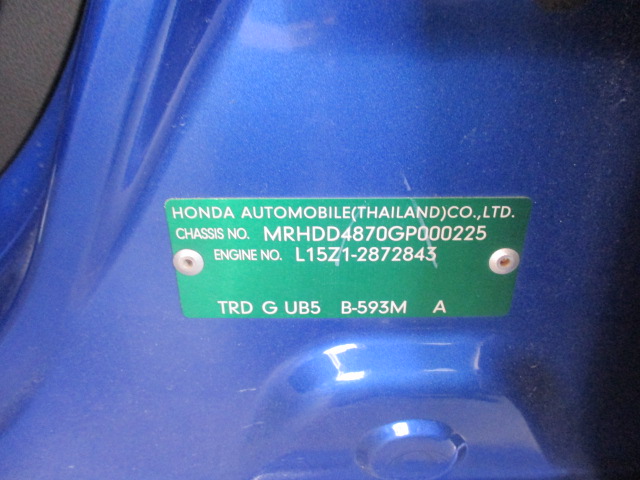 HONDA AUTOMOBILE(THAILAND)CO.,LTD.
CHASSIS NO. MRHDD4870GP000225
ENGINE NO. L15Z1-2872843
TRD G UB5 B-593M A